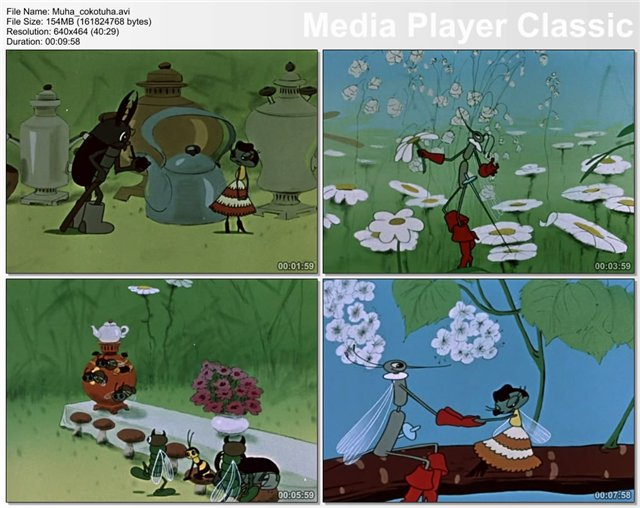 File Name: Muha_cokotuha.avi
File Size: 154MB (161824768 bytes)
Resolution: 640x464 (40:29)
Duration: 00:09:58
Media Player Classic
00:01:59
00:03:59
00:05:59
00:07:58